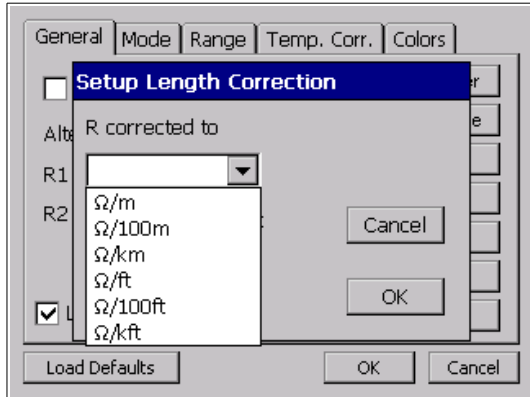 General Mode Range Temp. Corr. Colors
Setup Length Correction
R corrected to
R1
R2
Ω/m
Ω/100m
Ω/km
Ω/ft
Ω/100ft
Ω/kft
Cancel
OK
Load Defaults OK Cancel